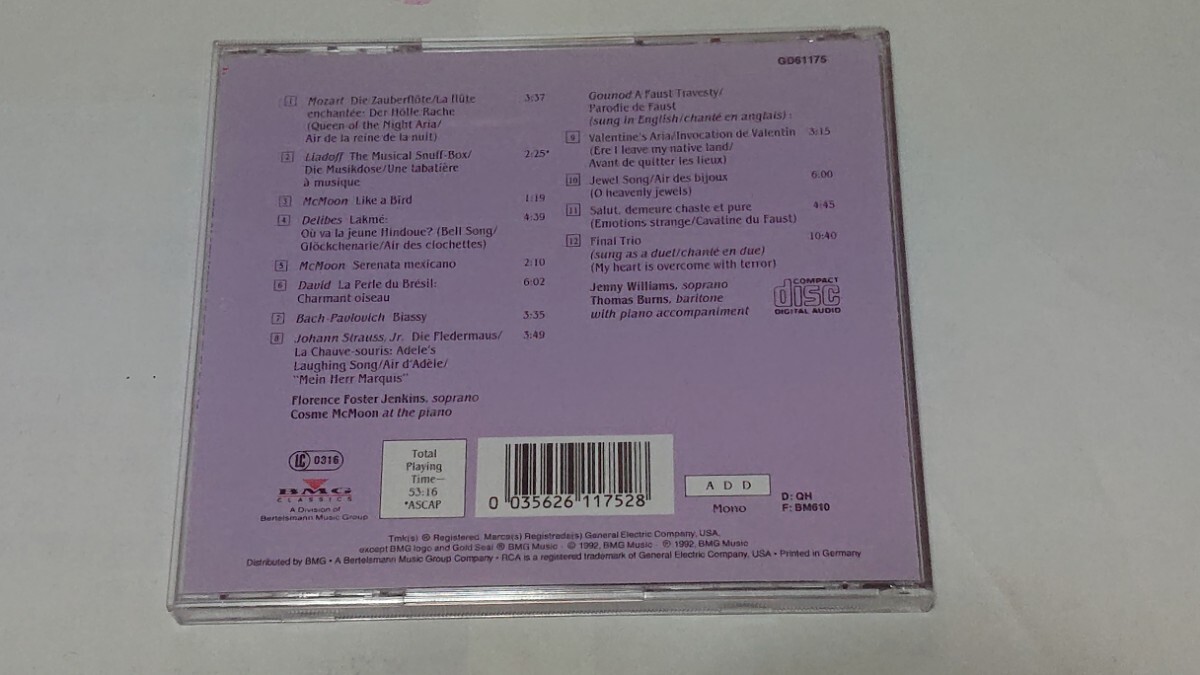 GD61175
1 Mozart Die Zauberflöte/La flûte 3:37
enchantée: Der Hölle Rache
(Queen of the Night Aria/
Air de la reine de la nuit)
2 Liadoff The Musical Snuff-Box/ 2:25*
Die Musikdose/Une tabatière
à musique
3 McMoon Like a Bird 1:19
4 Delibes Lakmé: 4:39
Où va la jeune Hindoue? (Bell Song/
Glöckchenarie/Air des clochettes)
5 McMoon Serenata mexicano 2:10
6 David La Perle du Brésil: 6:02
Charmant oiseau
7 Bach-Pavlovich Biassy 3:35
8 Johann Strauss, Jr. Die Fledermaus/ 3:49
La Chauve-souris: Adele's
Laughing Song/Air d'Adèle/
"Mein Herr Marquis"
Florence Foster Jenkins, soprano
Cosme McMoon at the piano
Gounod A Faust Travesty/
Parodie de Faust
(sung in English/chanté en anglais):
9 Valentine's Aria/Invocation de Valentin 3:15
(Ere I leave my native land/
Avant de quitter les lieux)
10 Jewel Song/Air des bijoux 6:00
(O heavenly jewels)
11 Salut, demeure chaste et pure 4:45
(Emotions strange/Cavatine du Faust)
12 Final Trio 10:40
(sung as a duet/chanté en due)
(My heart is overcome with terror)
Jenny Williams, soprano
Thomas Burns, baritone
with piano accompaniment
COMPACT
disc
DIGITAL AUDIO
LC 0316
BMG
CLASSICS
A Division of
Bertelsmann Music Group
Total
Playing
Time—
53:16
*ASCAP
0 035626 117528
A D D
Mono
D: QH
F: BM610
Tmk(s) ® Registered. Marca(s) Registrada(s) General Electric Company, USA,
except BMG logo and Gold Seal ® BMG Music · © 1992, BMG Music · ℗ 1992, BMG Music
Distributed by BMG • A Bertelsmann Music Group Company • RCA is a registered trademark of General Electric Company, USA • Printed in Germany